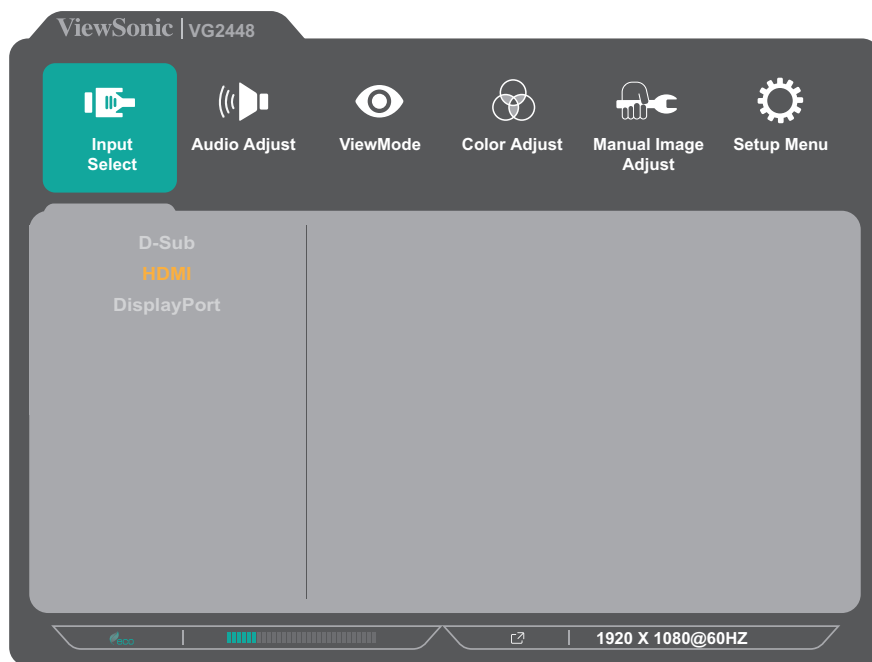 ViewSonic | VG2448
Input
Select
Audio Adjust
ViewMode
Color Adjust
Manual Image
Adjust
Setup Menu
D-Sub
HDMI
DisplayPort
eco
1920 X 1080@60HZ